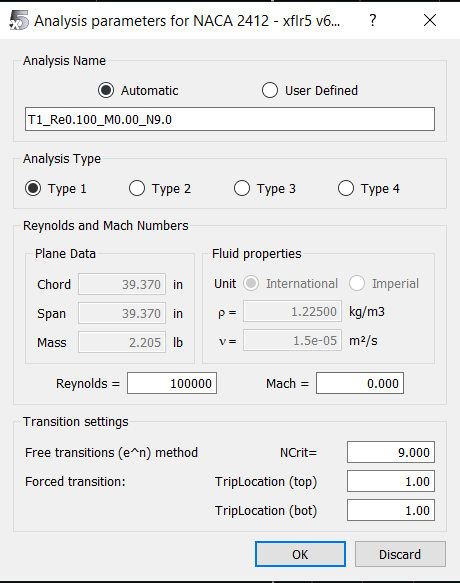 Analysis parameters for NACA 2412 - xflr5 v6... ? ×
Analysis Name
Automatic User Defined
T1_Re0.100_M0.00_N9.0
Analysis Type
Type 1 Type 2 Type 3 Type 4
Reynolds and Mach Numbers
Plane Data
Chord 39.370 in
Span 39.370 in
Mass 2.205 lb
Fluid properties
Unit International Imperial
ρ = 1.22500 kg/m3
ν = 1.5e-05 m²/s
Reynolds = 100000 Mach = 0.000
Transition settings
Free transitions (e^n) method NCrit= 9.000
Forced transition: TripLocation (top) 1.00
TripLocation (bot) 1.00
OK Discard